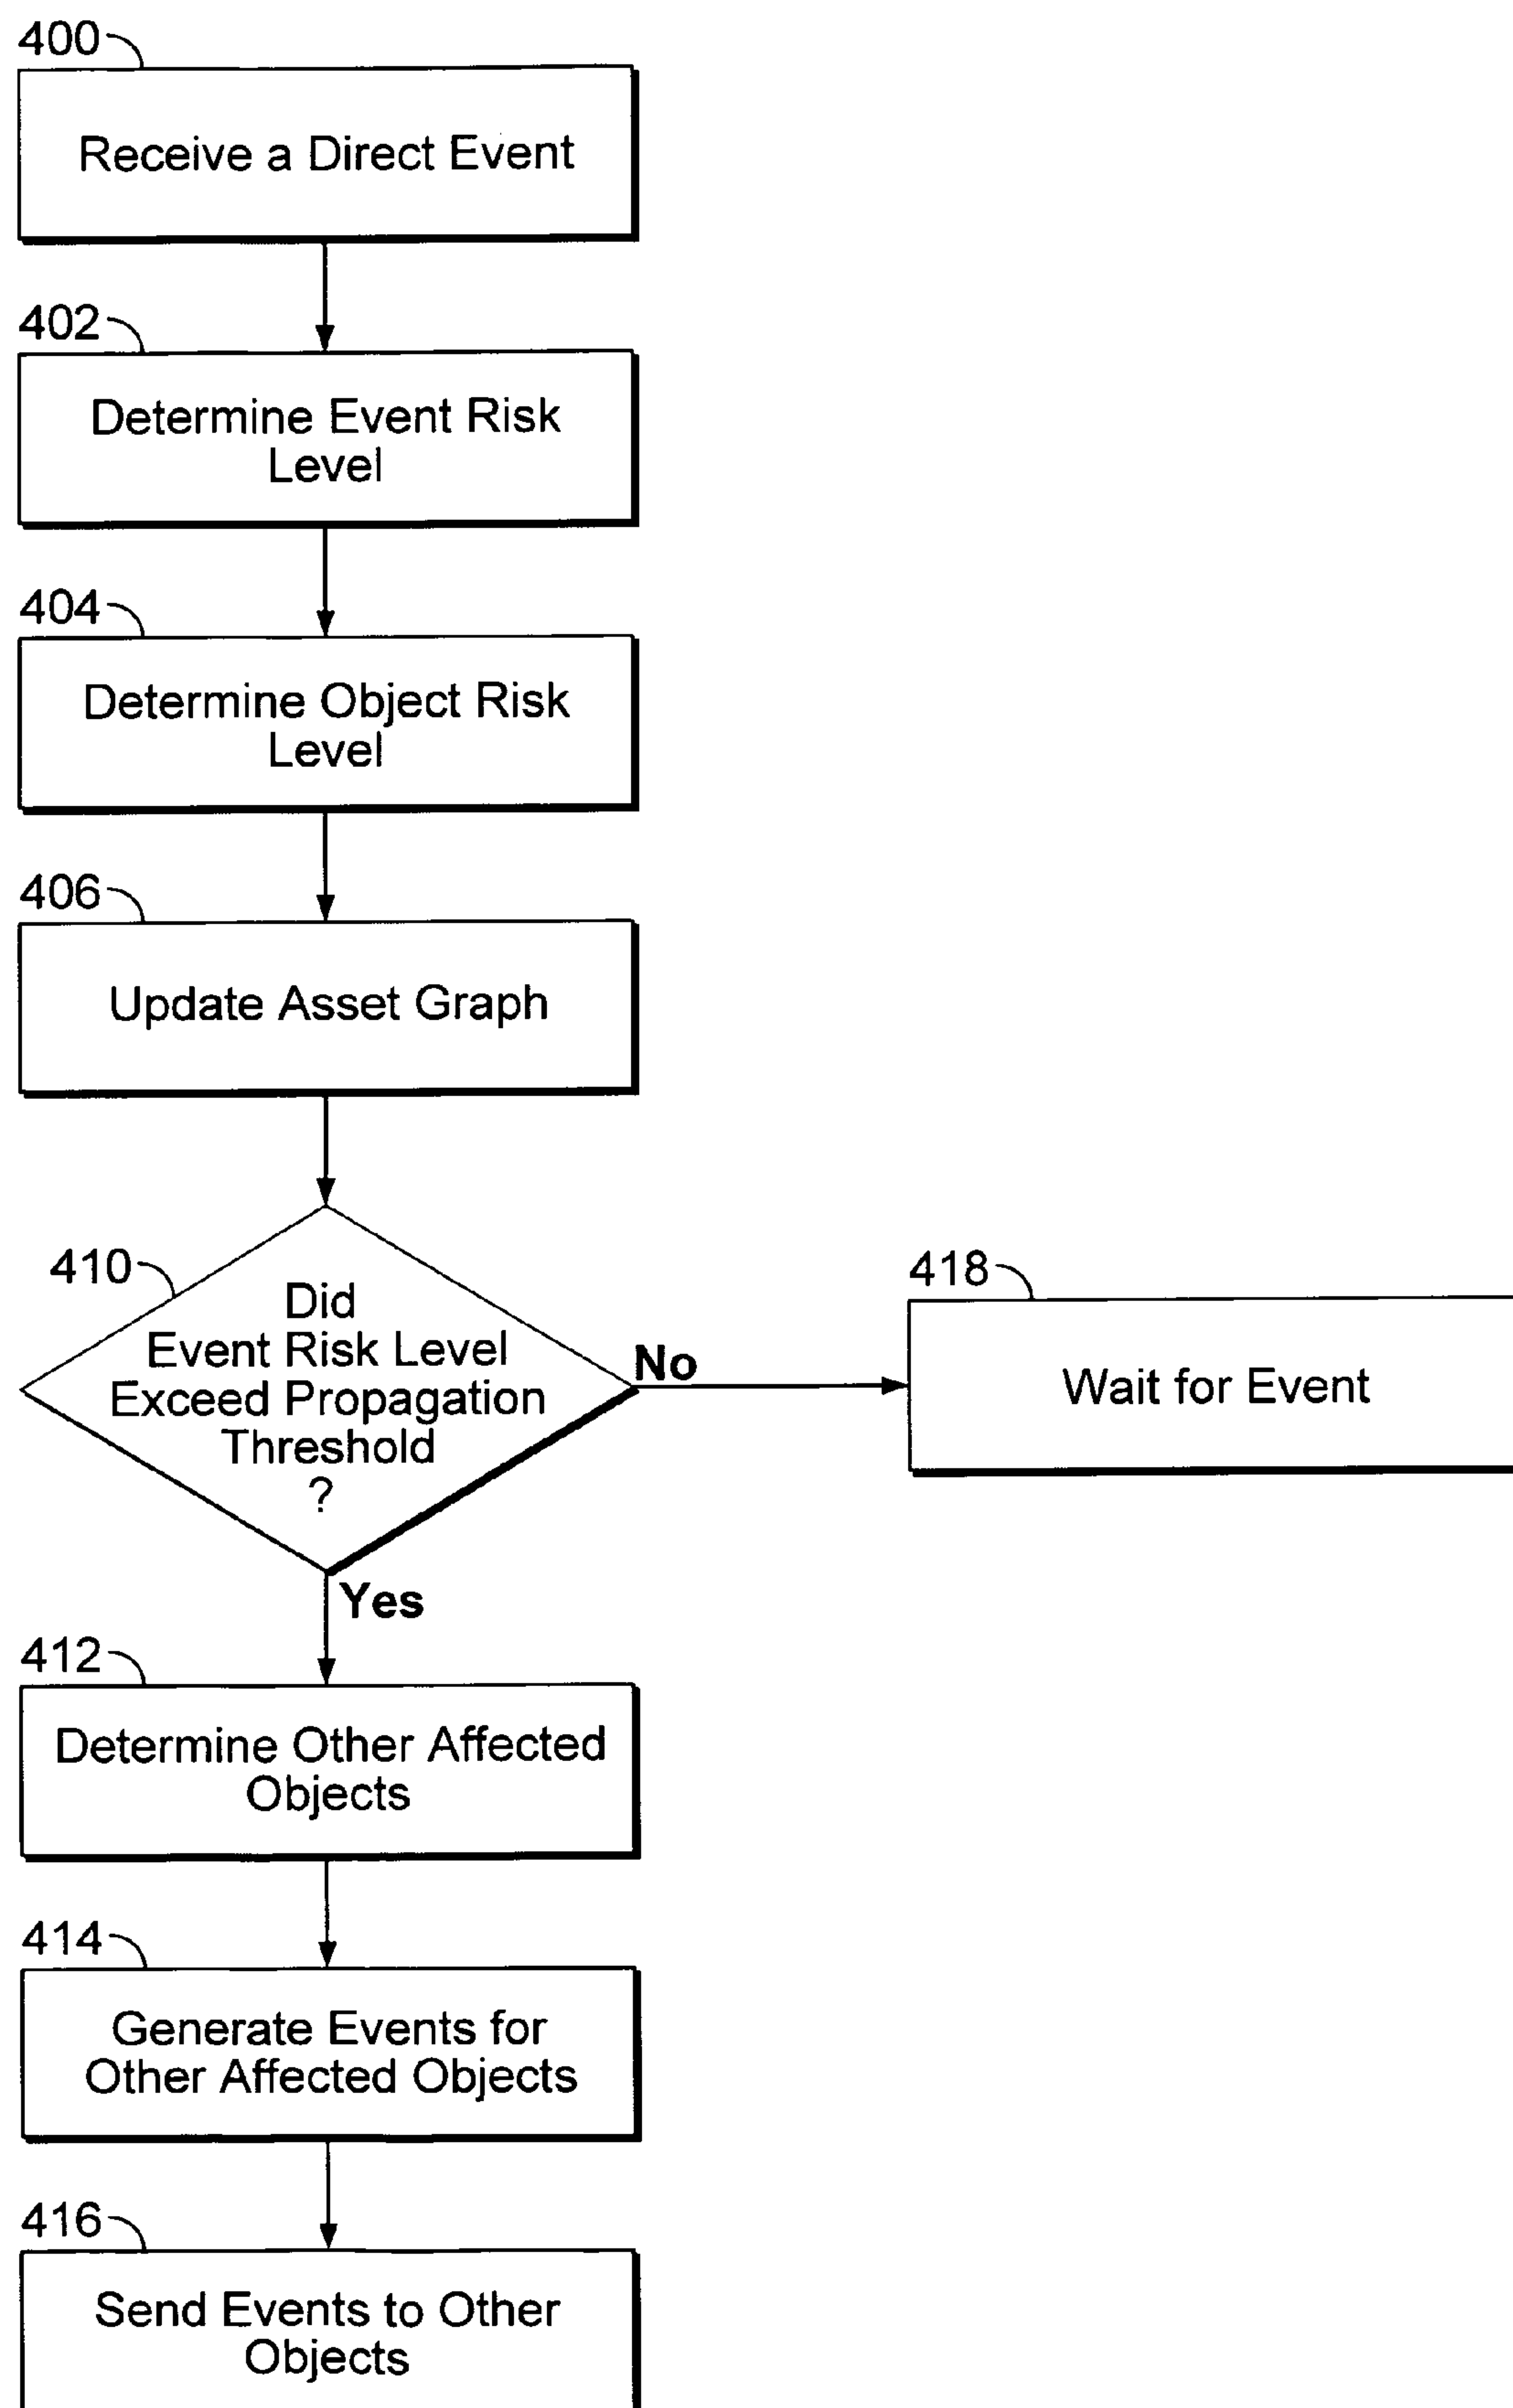 400
Receive a Direct Event
402
Determine Event Risk
Level
404
Determine Object Risk
Level
406
Update Asset Graph
410
Did
Event Risk Level
Exceed Propagation
Threshold
?
No
418
Wait for Event
Yes
412
Determine Other Affected
Objects
414
Generate Events for
Other Affected Objects
416
Send Events to Other
Objects